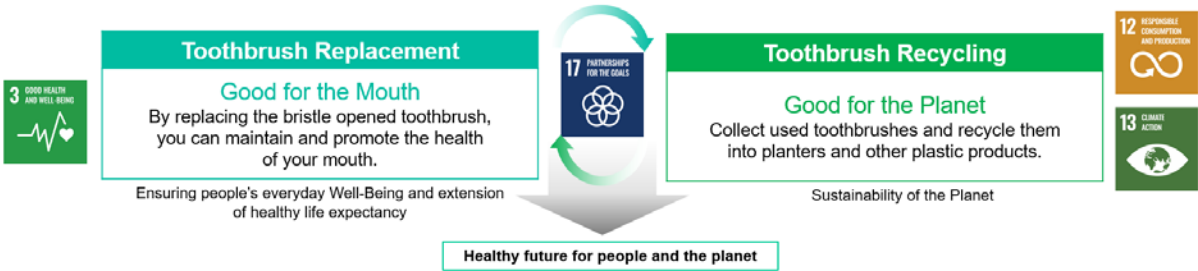 3 GOOD HEALTH
AND WELL-BEING
Toothbrush Replacement
Good for the Mouth
By replacing the bristle opened toothbrush,
you can maintain and promote the health
of your mouth.
Ensuring people's everyday Well-Being and extension
of healthy life expectancy
17 PARTNERSHIPS
FOR THE GOALS
Toothbrush Recycling
Good for the Planet
Collect used toothbrushes and recycle them
into planters and other plastic products.
Sustainability of the Planet
12 RESPONSIBLE
CONSUMPTION
AND PRODUCTION
13 CLIMATE
ACTION
Healthy future for people and the planet